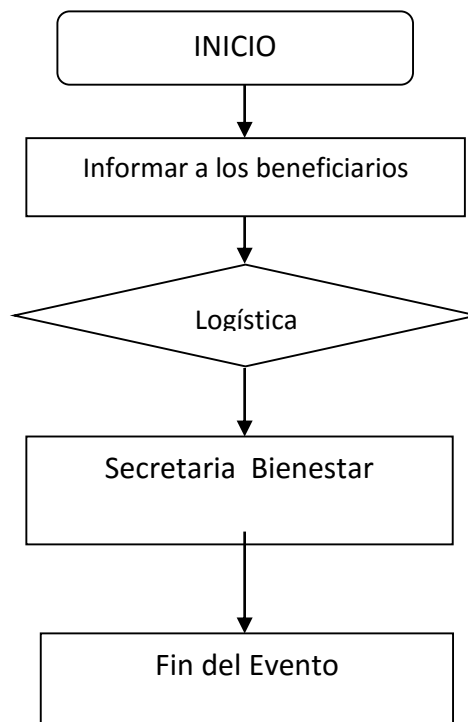 INICIO
Informar a los beneficiarios
Logística
Secretaria Bienestar
Fin del Evento